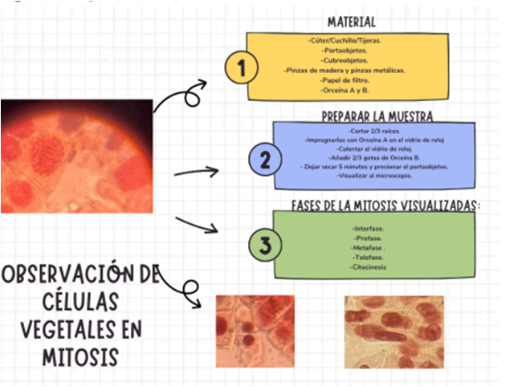 MATERIAL
1
-Cúter/Cuchillo/Tijeras.
-Portaobjetos.
-Cubreobjetos.
-Pinzas de madera y pinzas metálicas.
-Papel de filtro.
-Orceína A y B.
PREPARAR LA MUESTRA
2
-Cortar 2/3 raíces.
-Impregnarlas con Orceína A en el vidrio de reloj
-Calentar el vidrio de reloj.
-Añadir 2/3 gotas de Orceína B.
- Dejar secar 5 minutos y presionar el portaobjetos.
-Visualizar al microscopio.
FASES DE LA MITOSIS VISUALIZADAS:
3
-Interfase.
-Profase.
-Metafase .
-Telofase.
-Citocinesis
OBSERVACIÓN DE
CÉLULAS
VEGETALES EN
MITOSIS